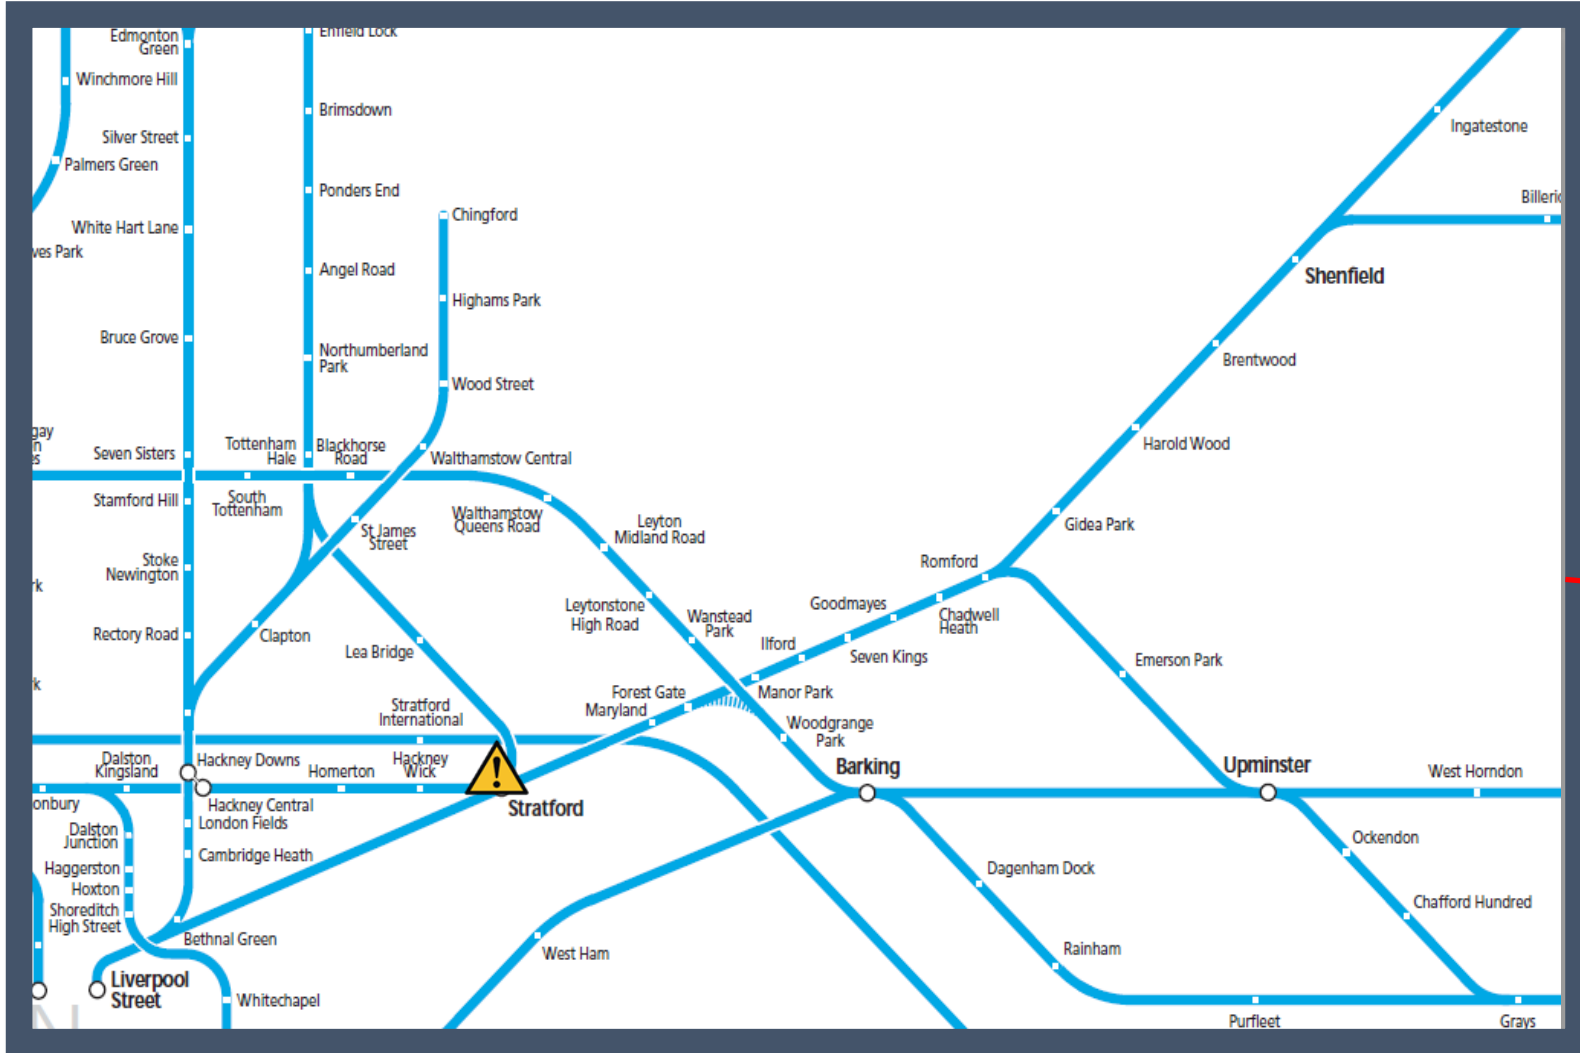 Edmonton
Green
Enfield Lock
Winchmore Hill
Brimsdown
Ingatestone
Silver Street
Palmers Green
Ponders End
Chingford
White Hart Lane
Park
Angel Road
Shenfield
Highams Park
Bruce Grove
Northumberland
Park
Brentwood
Wood Street
Seven Sisters
Tottenham
Hale
Blackhorse
Road
Walthamstow Central
Harold Wood
Stamford Hill
South
Tottenham
St James
Street
Walthamstow
Queens Road
Leyton
Midland Road
Gidea Park
Stoke
Newington
Romford
Leytonstone
High Road
Wanstead
Park
Goodmayes
Chadwell
Heath
Rectory Road
Clapton
Lea Bridge
Ilford
Seven Kings
Emerson Park
Stratford
International
Forest Gate
Maryland
Manor Park
Woodgrange
Park
Dalston
Kingsland
Hackney Downs
Homerton
Hackney
Wick
Barking
Upminster
West Horndon
Hackney Central
Stratford
London Fields
Dalston
Junction
Ockendon
Cambridge Heath
Haggerston
Hoxton
Dagenham Dock
Shoreditch
High Street
Chafford Hundred
Bethnal Green
West Ham
Rainham
Liverpool
Street
Whitechapel
Purfleet
Grays